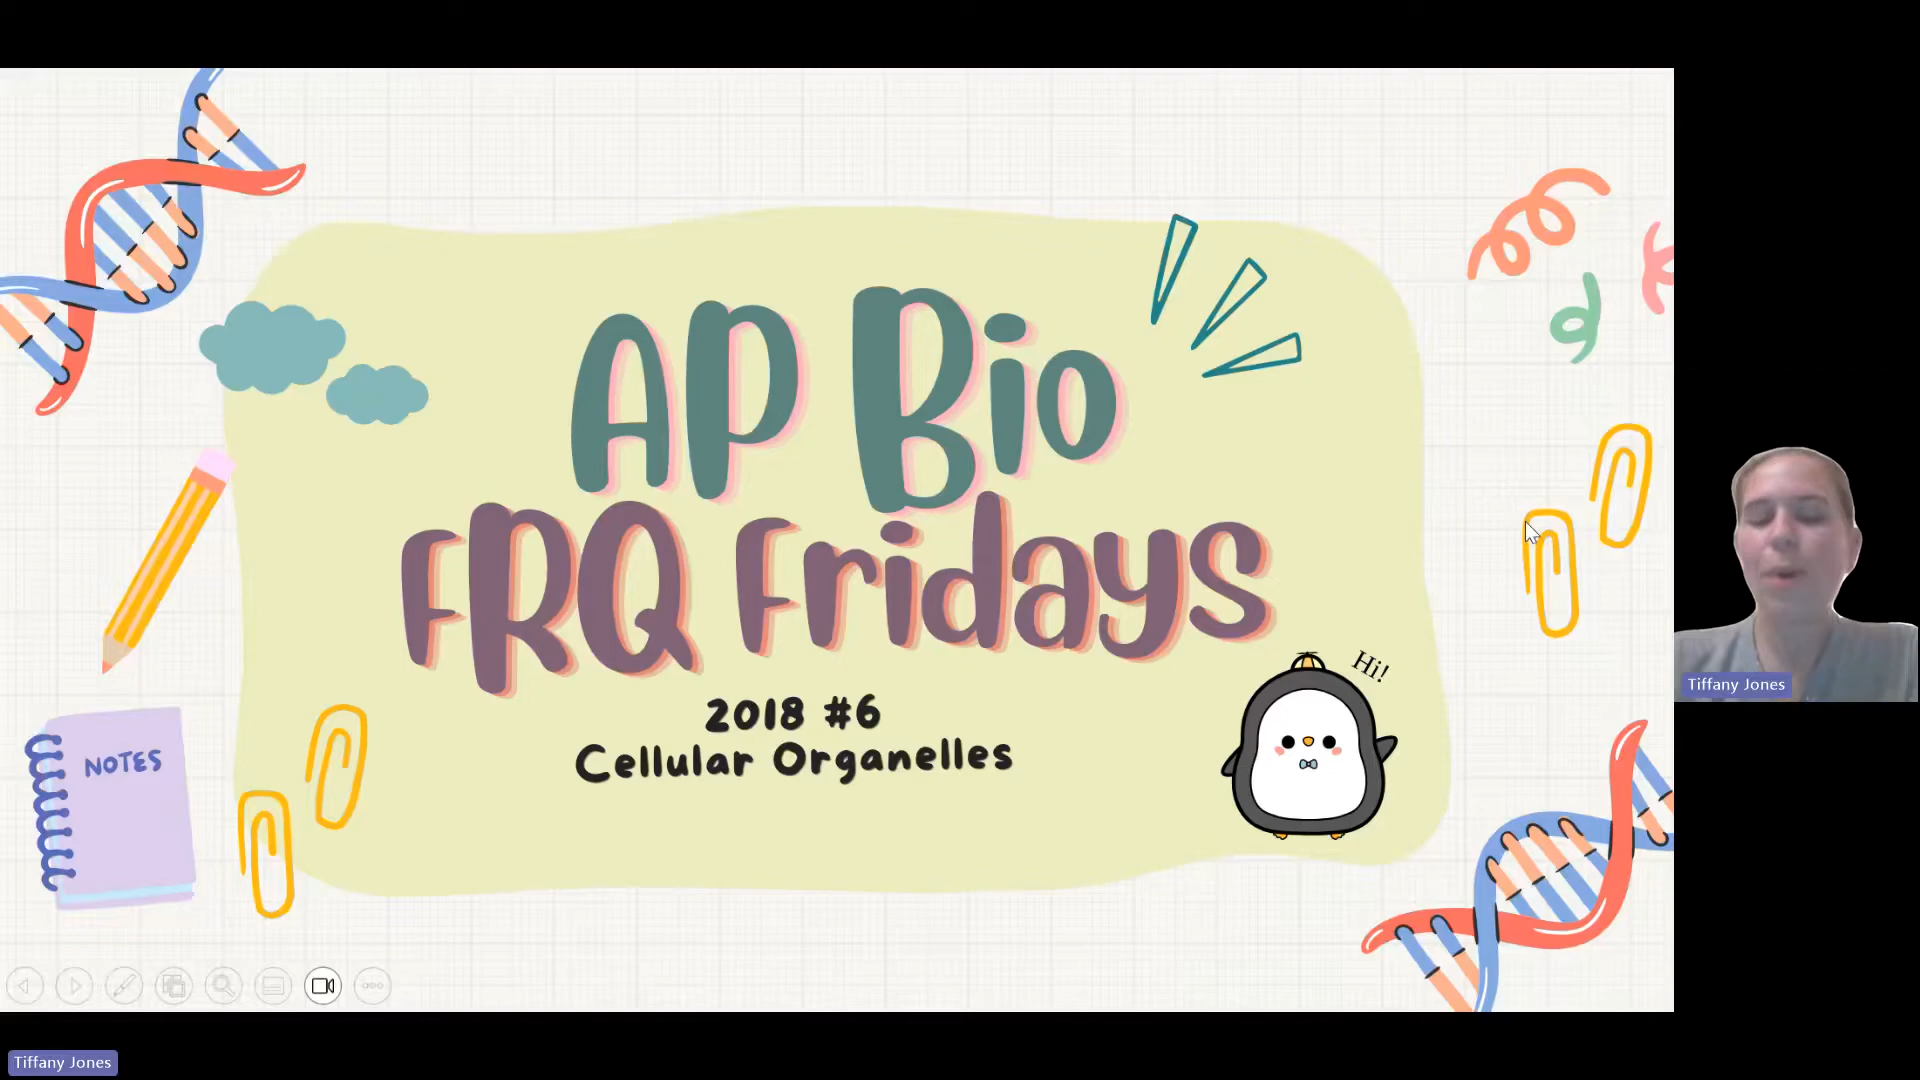 AP Bio
FRQ Fridays
2018 #6
Cellular Organelles
Hi!
NOTES
Tiffany Jones
Tiffany Jones